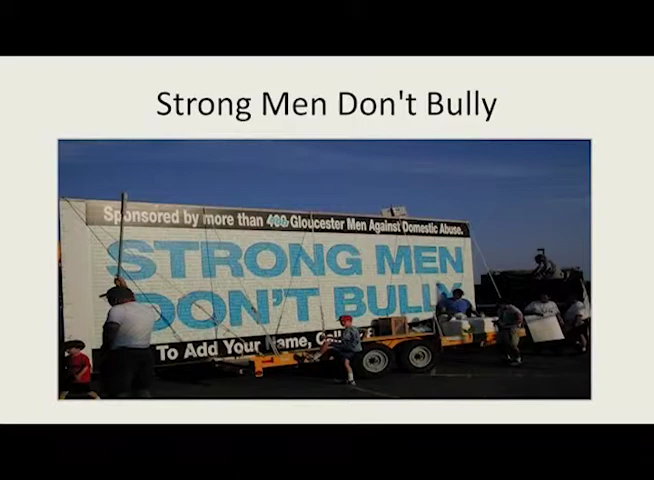 Strong Men Don't Bully
Sponsored by more than 400 Gloucester Men Against Domestic Abuse.
STRONG MEN
DON'T BULLY
To Add Your Name, Call